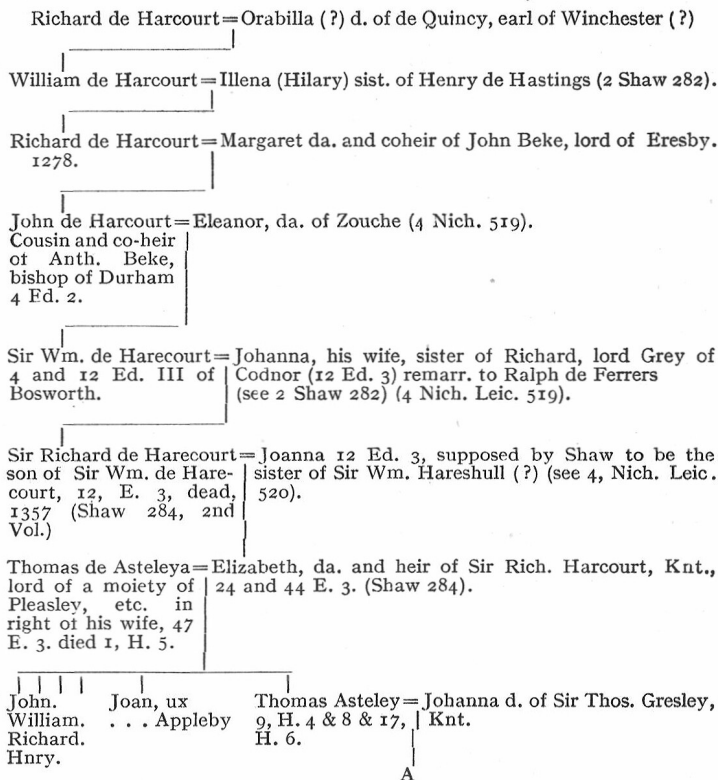 Richard de Harcourt=Orabilla (?) d. of de Quincy, earl of Winchester (?)
William de Harcourt=Illena (Hilary) sist. of Henry de Hastings (2 Shaw 282).
Richard de Harcourt=Margaret da. and coheir of John Beke, lord of Eresby.
1278.
John de Harcourt=Eleanor, da. of Zouche (4 Nich. 519).
Cousin and co-heir
ot Anth. Beke,
bishop of Durham
4 Ed. 2.
Sir Wm. de Harecourt=Johanna, his wife, sister of Richard, lord Grey of
4 and 12 Ed. III of Codnor (12 Ed. 3) remarr. to Ralph de Ferrers
Bosworth. (see 2 Shaw 282) (4 Nich. Leic. 519).
Sir Richard de Harecourt=Joanna 12 Ed. 3, supposed by Shaw to be the
son of Sir Wm. de Hare- sister of Sir Wm. Hareshull (?) (see 4, Nich. Leic.
court, 12, E. 3, dead, 520).
1357 (Shaw 284, 2nd
Vol.)
Thomas de Asteleya=Elizabeth, da. and heir of Sir Rich. Harcourt, Knt.,
lord of a moiety of 24 and 44 E. 3. (Shaw 284).
Pleasley, etc. in
right ot his wife, 47
E. 3. died 1, H. 5.
John. Joan, ux Thomas Asteley=Johanna d. of Sir Thos. Gresley,
William. . . . Appleby 9, H. 4 & 8 & 17, Knt.
Richard. H. 6.
Hnry.
A